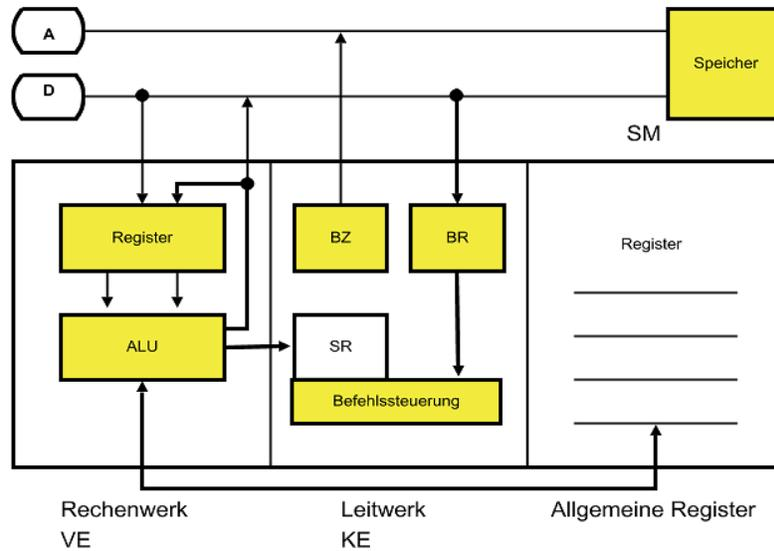 A
Speicher
D
SM
Register
BZ
BR
Register
ALU
SR
Befehlssteuerung
Rechenwerk
VE
Leitwerk
KE
Allgemeine Register